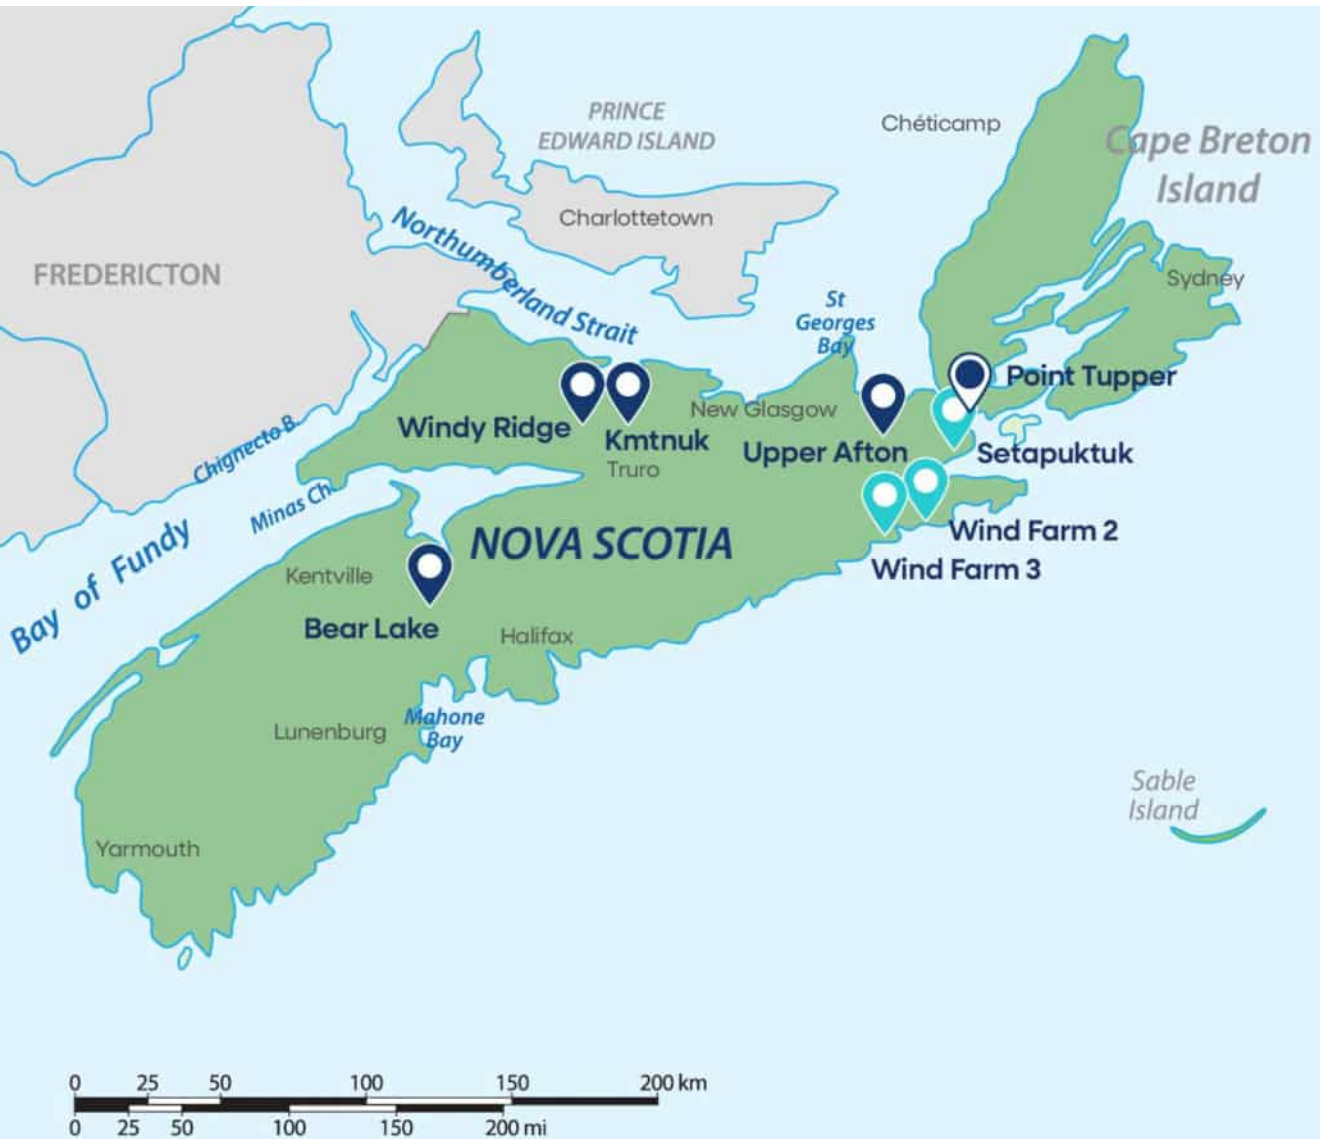 PRINCE
EDWARD ISLAND
Chéticamp
Cape Breton
Island
Charlottetown
Northumberland Strait
FREDERICTON
Sydney
St
Georges
Bay
Point Tupper
New Glasgow
Windy Ridge
Kmtnuk
Upper Afton
Setapuktuk
Chignecto B.
Truro
Minas Ch.
NOVA SCOTIA
Wind Farm 2
Wind Farm 3
Bay of Fundy
Kentville
Bear Lake
Halifax
Mahone
Bay
Lunenburg
Sable
Island
Yarmouth
0 25 50 100 150 200 km
0 25 50 100 150 200 mi